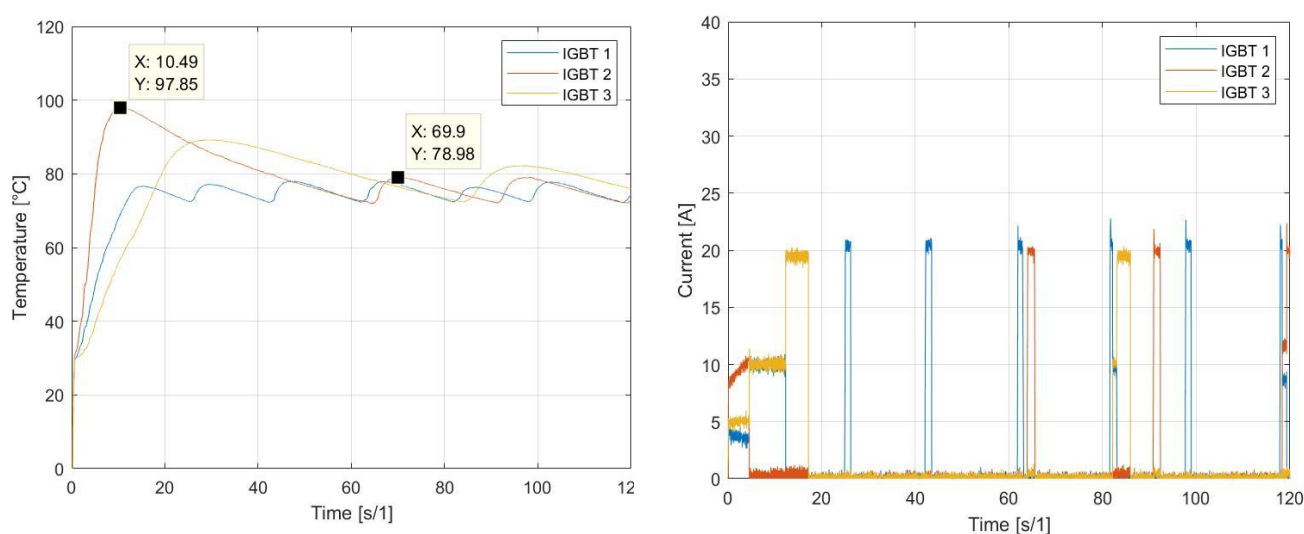 120
100
80
60
40
20
0
Temperature [°C]
X: 10.49
Y: 97.85
X: 69.9
Y: 78.98
IGBT 1
IGBT 2
IGBT 3
0
20
40
60
80
100
12
Time [s/1]
40
35
30
25
20
15
10
5
0
Current [A]
IGBT 1
IGBT 2
IGBT 3
0
20
40
60
80
100
120
Time [s/1]